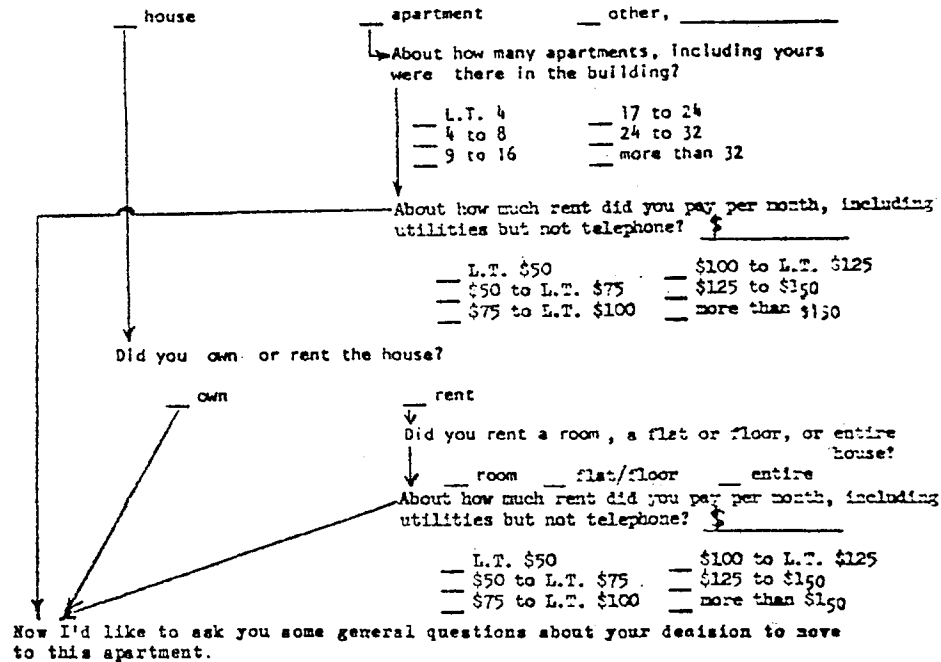 __ house __ apartment __ other, ____________
About how many apartments, including yours
were there in the building?
__ L.T. 4 __ 17 to 24
__ 4 to 8 __ 24 to 32
__ 9 to 16 __ more than 32
About how much rent did you pay per month, including
utilities but not telephone? $____________
__ L.T. $50 __ $100 to L.T. $125
__ $50 to L.T. $75 __ $125 to $150
__ $75 to L.T. $100 __ more than $150
Did you own or rent the house?
__ own __ rent
Did you rent a room, a flat or floor, or entire
house?
__ room __ flat/floor __ entire
About how much rent did you pay per month, including
utilities but not telephone? $____________
__ L.T. $50 __ $100 to L.T. $125
__ $50 to L.T. $75 __ $125 to $150
__ $75 to L.T. $100 __ more than $150
Now I'd like to ask you some general questions about your decision to move
to this apartment.